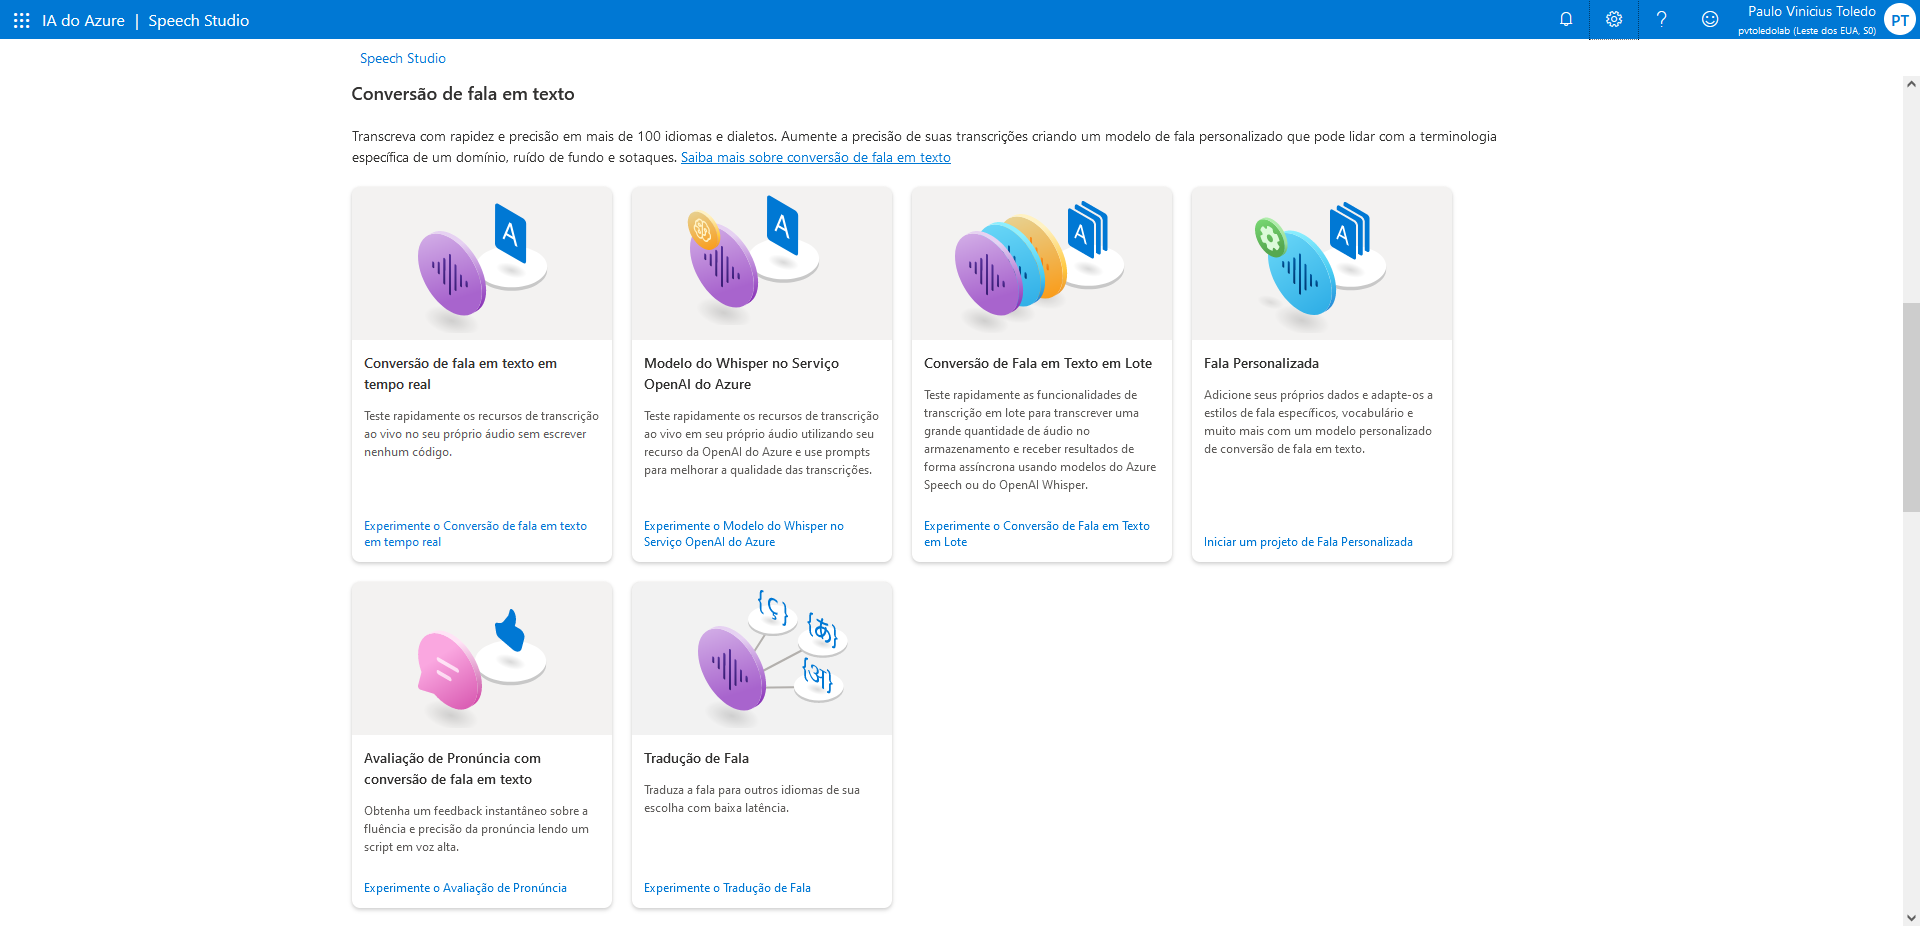 IA do Azure | Speech Studio
Paulo Vinicius Toledo
pvtoledolab (Leste dos EUA, S0)
PT
Speech Studio
Conversão de fala em texto
Transcreva com rapidez e precisão em mais de 100 idiomas e dialetos. Aumente a precisão de suas transcrições criando um modelo de fala personalizado que pode lidar com a terminologia
específica de um domínio, ruído de fundo e sotaques. Saiba mais sobre conversão de fala em texto
A
Conversão de fala em texto em
tempo real
Teste rapidamente os recursos de transcrição
ao vivo no seu próprio áudio sem escrever
nenhum código.
Experimente o Conversão de fala em texto
em tempo real
A
Modelo do Whisper no Serviço
OpenAI do Azure
Teste rapidamente os recursos de transcrição
ao vivo em seu próprio áudio utilizando seu
recurso da OpenAI do Azure e use prompts
para melhorar a qualidade das transcrições.
Experimente o Modelo do Whisper no
Serviço OpenAI do Azure
A
Conversão de Fala em Texto em Lote
Teste rapidamente as funcionalidades de
transcrição em lote para transcrever uma
grande quantidade de áudio no
armazenamento e receber resultados de
forma assíncrona usando modelos do Azure
Speech ou do OpenAI Whisper.
Experimente o Conversão de Fala em Texto
em Lote
A
Fala Personalizada
Adicione seus próprios dados e adapte-os a
estilos de fala específicos, vocabulário e
muito mais com um modelo personalizado
de conversão de fala em texto.
Iniciar um projeto de Fala Personalizada
Avaliação de Pronúncia com
conversão de fala em texto
Obtenha um feedback instantâneo sobre a
fluência e precisão da pronúncia lendo um
script em voz alta.
Experimente o Avaliação de Pronúncia
{ç}
{あ}
{अ}
Tradução de Fala
Traduza a fala para outros idiomas de sua
escolha com baixa latência.
Experimente o Tradução de Fala